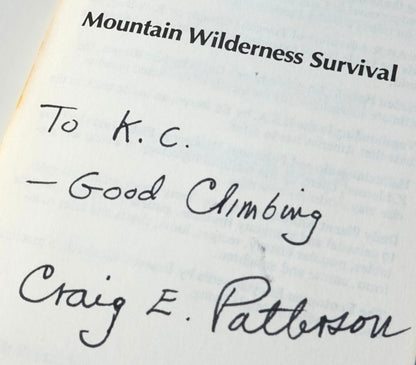 Mountain Wilderness Survival
To K. C.
— Good Climbing
Craig E. Patterson